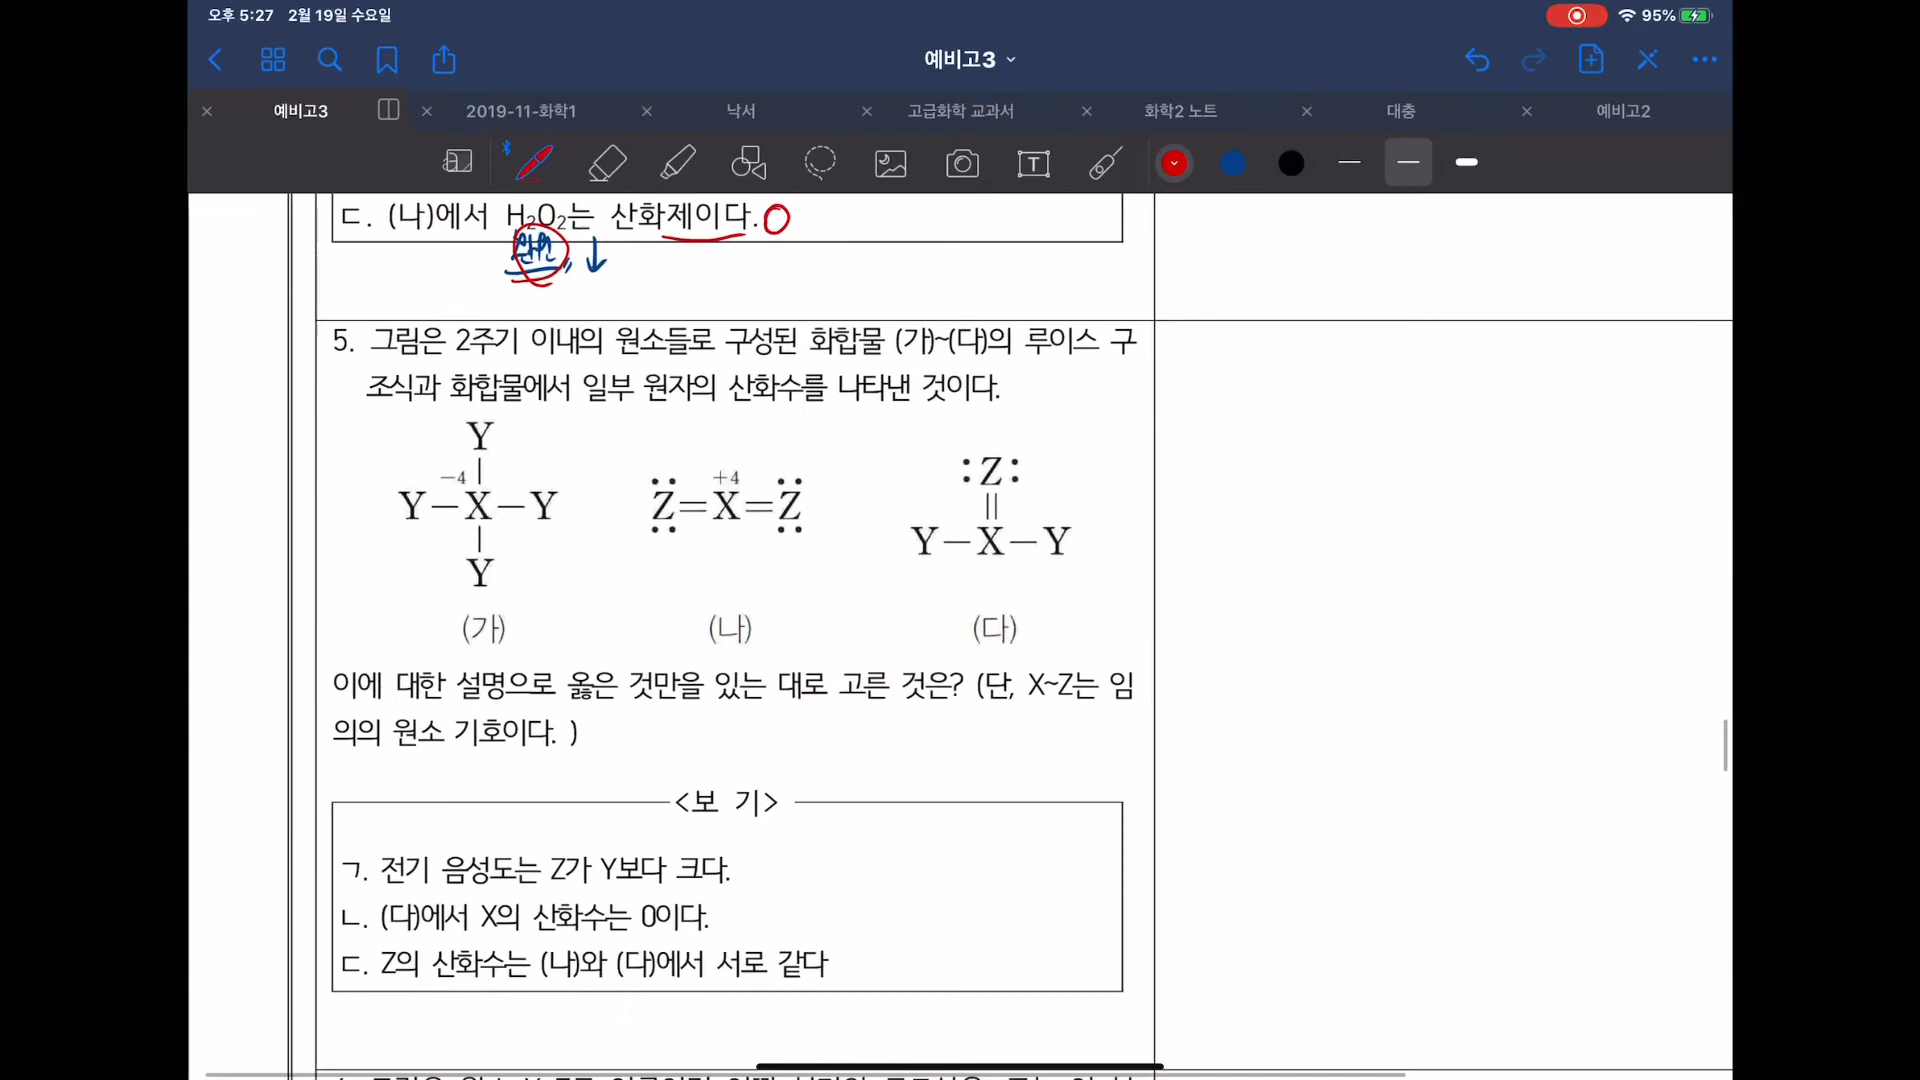 오후 5:27 2월 19일 수요일
95%
예비고3
예비고3
2019-11-화학1
낙서
고급화학 교과서
화학2 노트
대충
예비고2
ㄷ. (나)에서 H₂O₂는 산화제이다.
5. 그림은 2주기 이내의 원소들로 구성된 화합물 (가)~(다)의 루이스 구
조식과 화합물에서 일부 원자의 산화수를 나타낸 것이다.
Y
−4
Y−X−Y
Y
(가)
+4
Z=X=Z
(나)
:Z:
Y−X−Y
(다)
이에 대한 설명으로 옳은 것만을 있는 대로 고른 것은? (단, X~Z는 임
의의 원소 기호이다. )
<보 기>
ㄱ. 전기 음성도는 Z가 Y보다 크다.
ㄴ. (다)에서 X의 산화수는 0이다.
ㄷ. Z의 산화수는 (나)와 (다)에서 서로 같다